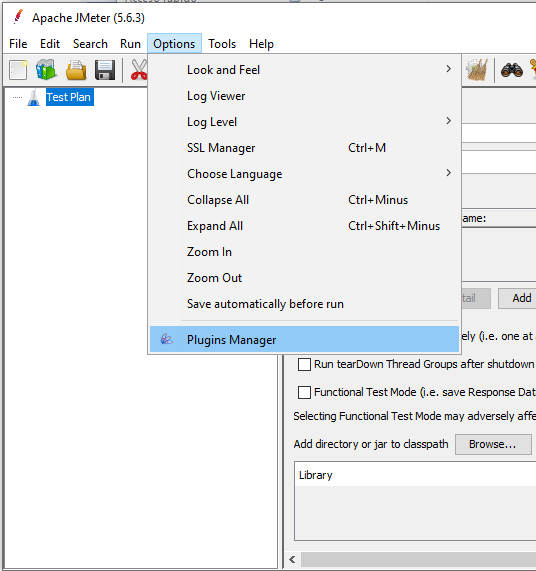 Acceso rápido
Apache JMeter (5.6.3)
File Edit Search Run Options Tools Help
Test Plan
Look and Feel
Log Viewer
Log Level
SSL Manager Ctrl+M
Choose Language
Collapse All Ctrl+Minus
Expand All Ctrl+Shift+Minus
Zoom In
Zoom Out
Save automatically before run
Plugins Manager
ame:
tail Add
ely (i.e. one at a
Run tearDown Thread Groups after shutdown
Functional Test Mode (i.e. save Response Dat
Selecting Functional Test Mode may adversely affe
Add directory or jar to classpath Browse...
Library